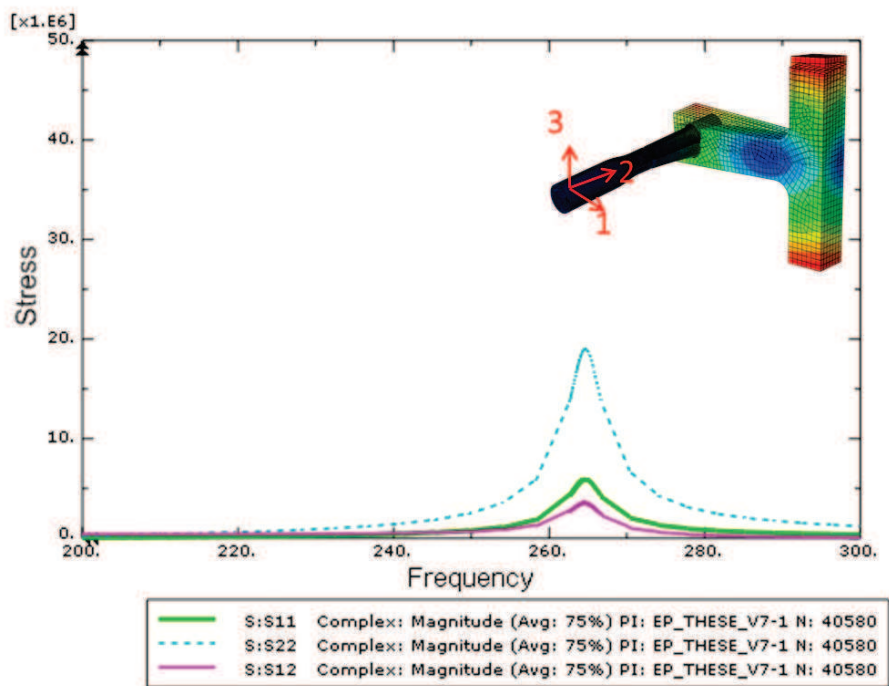 [×1.E6]
50.
40.
30.
20.
10.
0.
Stress
3
2
1
200.
220.
240.
260.
280.
300.
Frequency
S:S11 Complex: Magnitude (Avg: 75%) PI: EP_THESE_V7-1 N: 40580
S:S22 Complex: Magnitude (Avg: 75%) PI: EP_THESE_V7-1 N: 40580
S:S12 Complex: Magnitude (Avg: 75%) PI: EP_THESE_V7-1 N: 40580